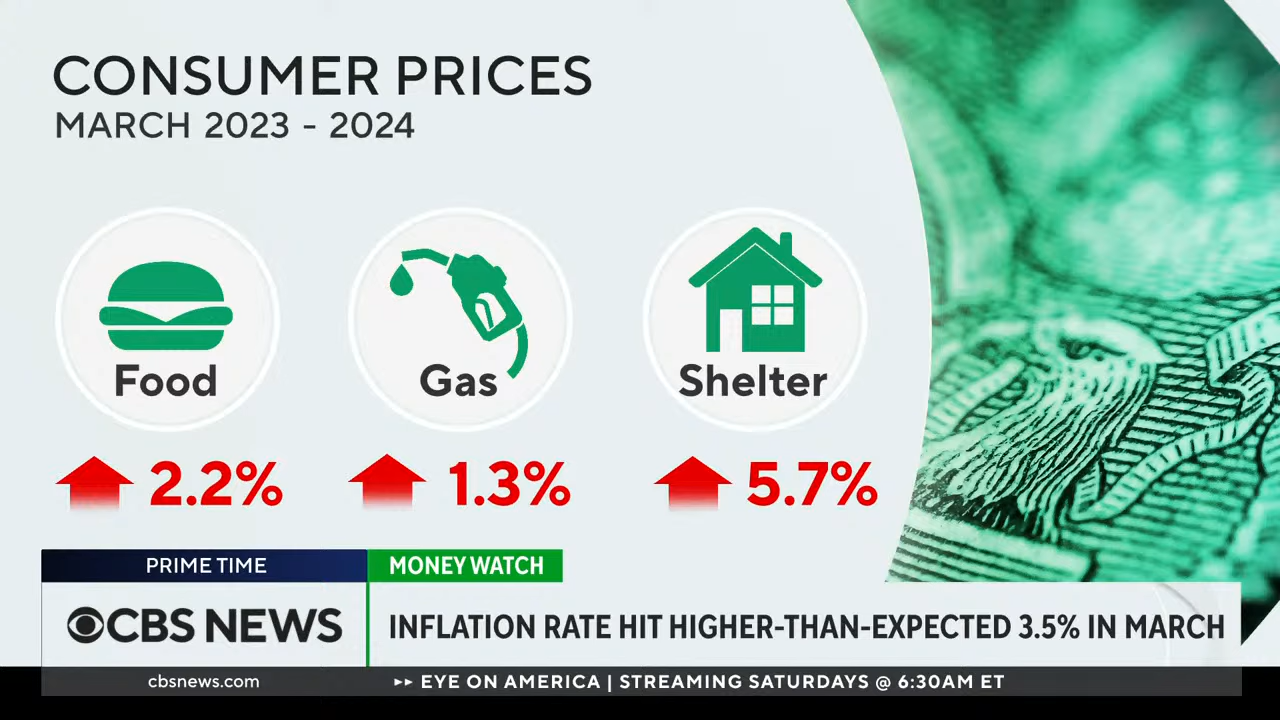 CONSUMER PRICES
MARCH 2023 - 2024
Food
Gas
Shelter
2.2%
1.3%
5.7%
PRIME TIME
MONEY WATCH
CBS NEWS
INFLATION RATE HIT HIGHER-THAN-EXPECTED 3.5% IN MARCH
cbsnews.com
EYE ON AMERICA | STREAMING SATURDAYS @ 6:30AM ET